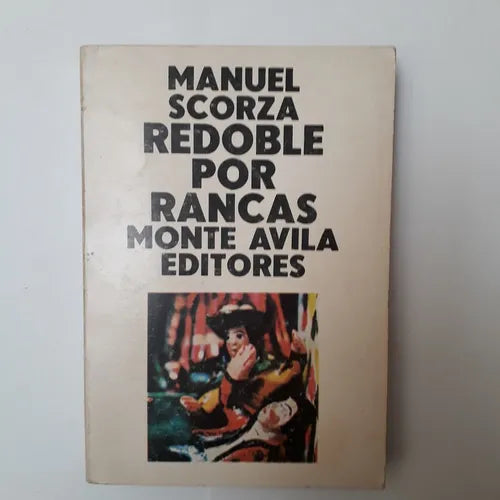 MANUEL
SCORZA
REDOBLE
POR
RANCAS
MONTE AVILA
EDITORES